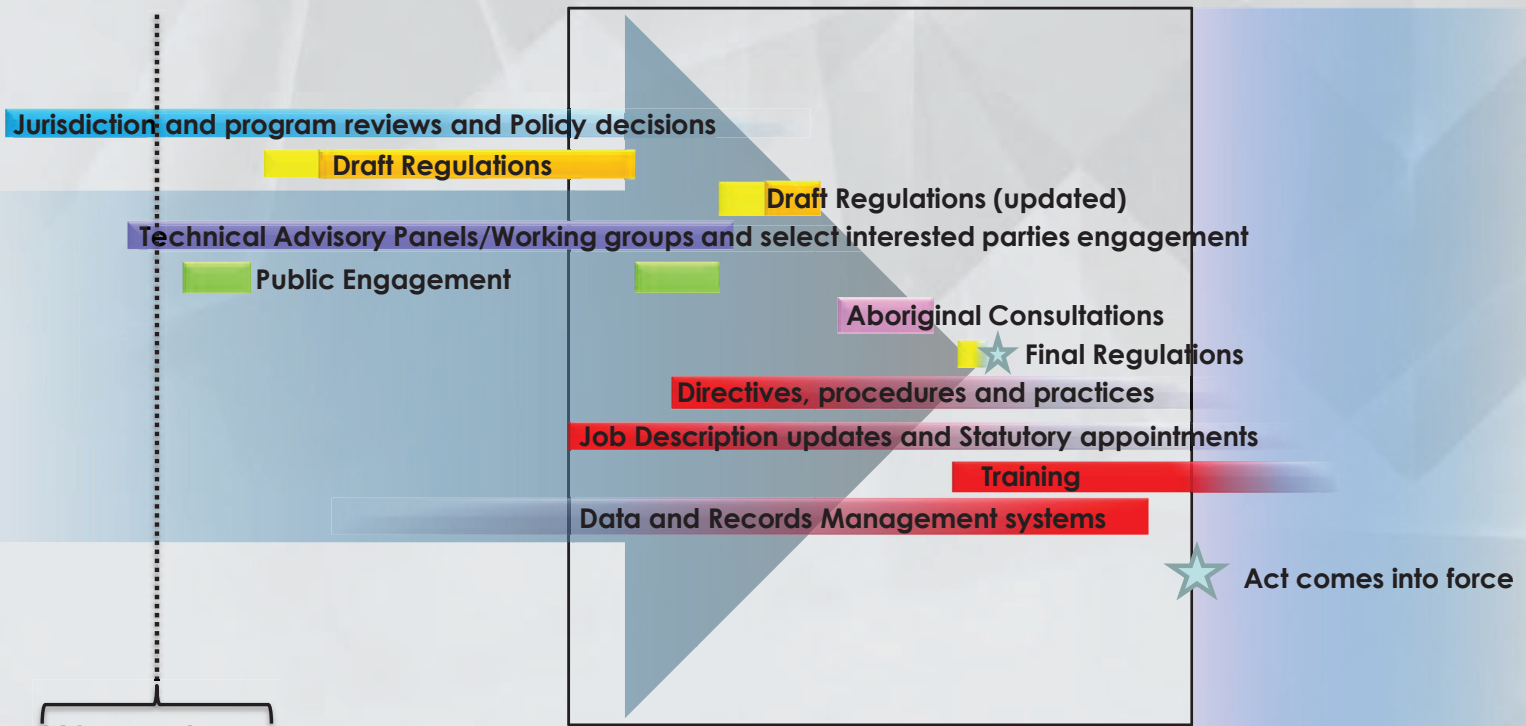 Jurisdiction and program reviews and Policy decisions
Draft Regulations
Draft Regulations (updated)
Technical Advisory Panels/Working groups and select interested parties engagement
Public Engagement
Aboriginal Consultations
Final Regulations
Directives, procedures and practices
Job Description updates and Statutory appointments
Training
Data and Records Management systems
Act comes into force